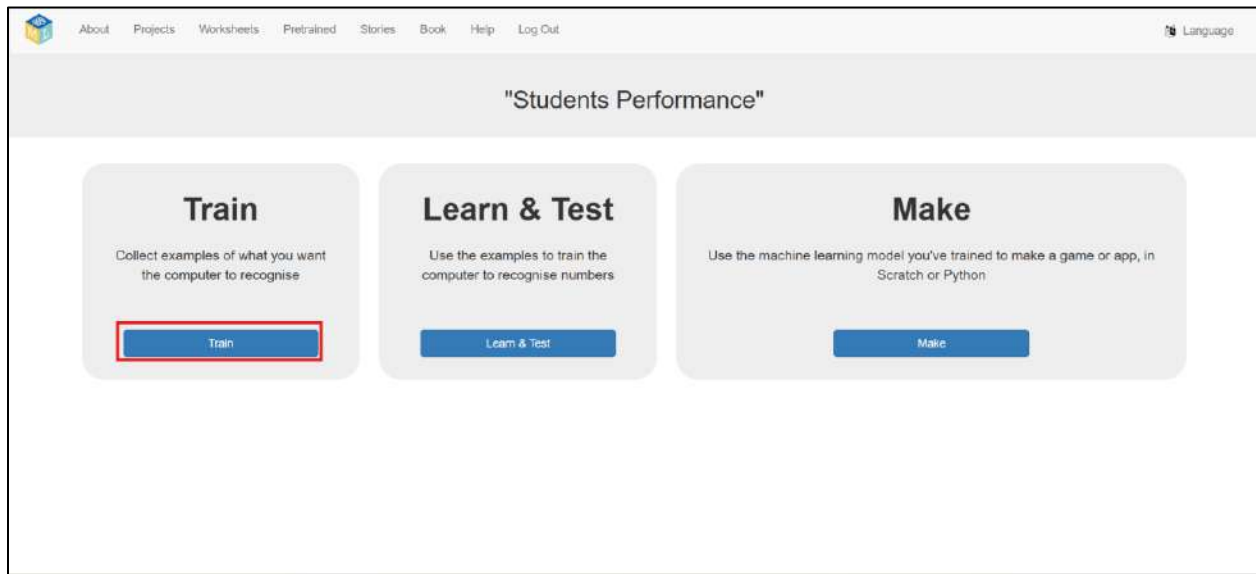 About Projects Worksheets Pretrained Stories Book Help Log Out Language
"Students Performance"
Train
Collect examples of what you want
the computer to recognise
Train
Learn & Test
Use the examples to train the
computer to recognise numbers
Learn & Test
Make
Use the machine learning model you've trained to make a game or app, in
Scratch or Python
Make